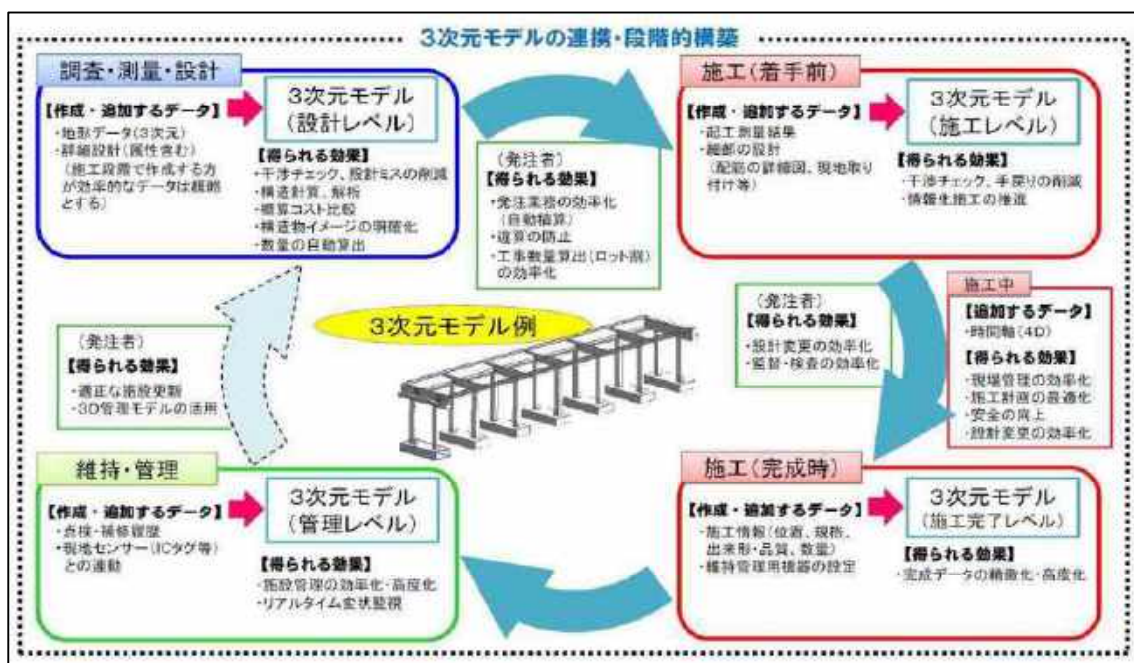 3次元モデルの連携・段階的構築
調査・測量・設計
【作成・追加するデータ】
・地形データ(3次元)
・詳細設計(属性含む)
(施工段階で作成する方
が効率的なデータは概略
とする)
3次元モデル
(設計レベル)
【得られる効果】
・干渉チェック、設計ミスの削減
・構造計算、解析
・概算コスト比較
・構造物イメージの明確化
・数量の自動算出
(発注者)
【得られる効果】
・発注業務の効率化
(自動積算)
・違算の防止
・工事数量算出(ロット割)
の効率化
施工(着手前)
【作成・追加するデータ】
・起工測量結果
・細部の設計
(配筋の詳細図、現地取り
付け等)
3次元モデル
(施工レベル)
【得られる効果】
・干渉チェック、手戻りの削減
・情報化施工の推進
(発注者)
【得られる効果】
・設計変更の効率化
・監督・検査の効率化
施工中
【追加するデータ】
・時間軸(4D)
【得られる効果】
・現場管理の効率化
・施工計画の最適化
・安全の向上
・設計変更の効率化
3次元モデル例
(発注者)
【得られる効果】
・適正な施設更新
・3D管理モデルの活用
維持・管理
【作成・追加するデータ】
・点検・補修履歴
・現地センサー(ICタグ等)
との連動
3次元モデル
(管理レベル)
【得られる効果】
・施設管理の効率化・高度化
・リアルタイム変状監視
施工(完成時)
【作成・追加するデータ】
・施工情報(位置、規格、
出来形・品質、数量)
・維持管理用機器の設定
3次元モデル
(施工完了レベル)
【得られる効果】
・完成データの精緻化・高度化